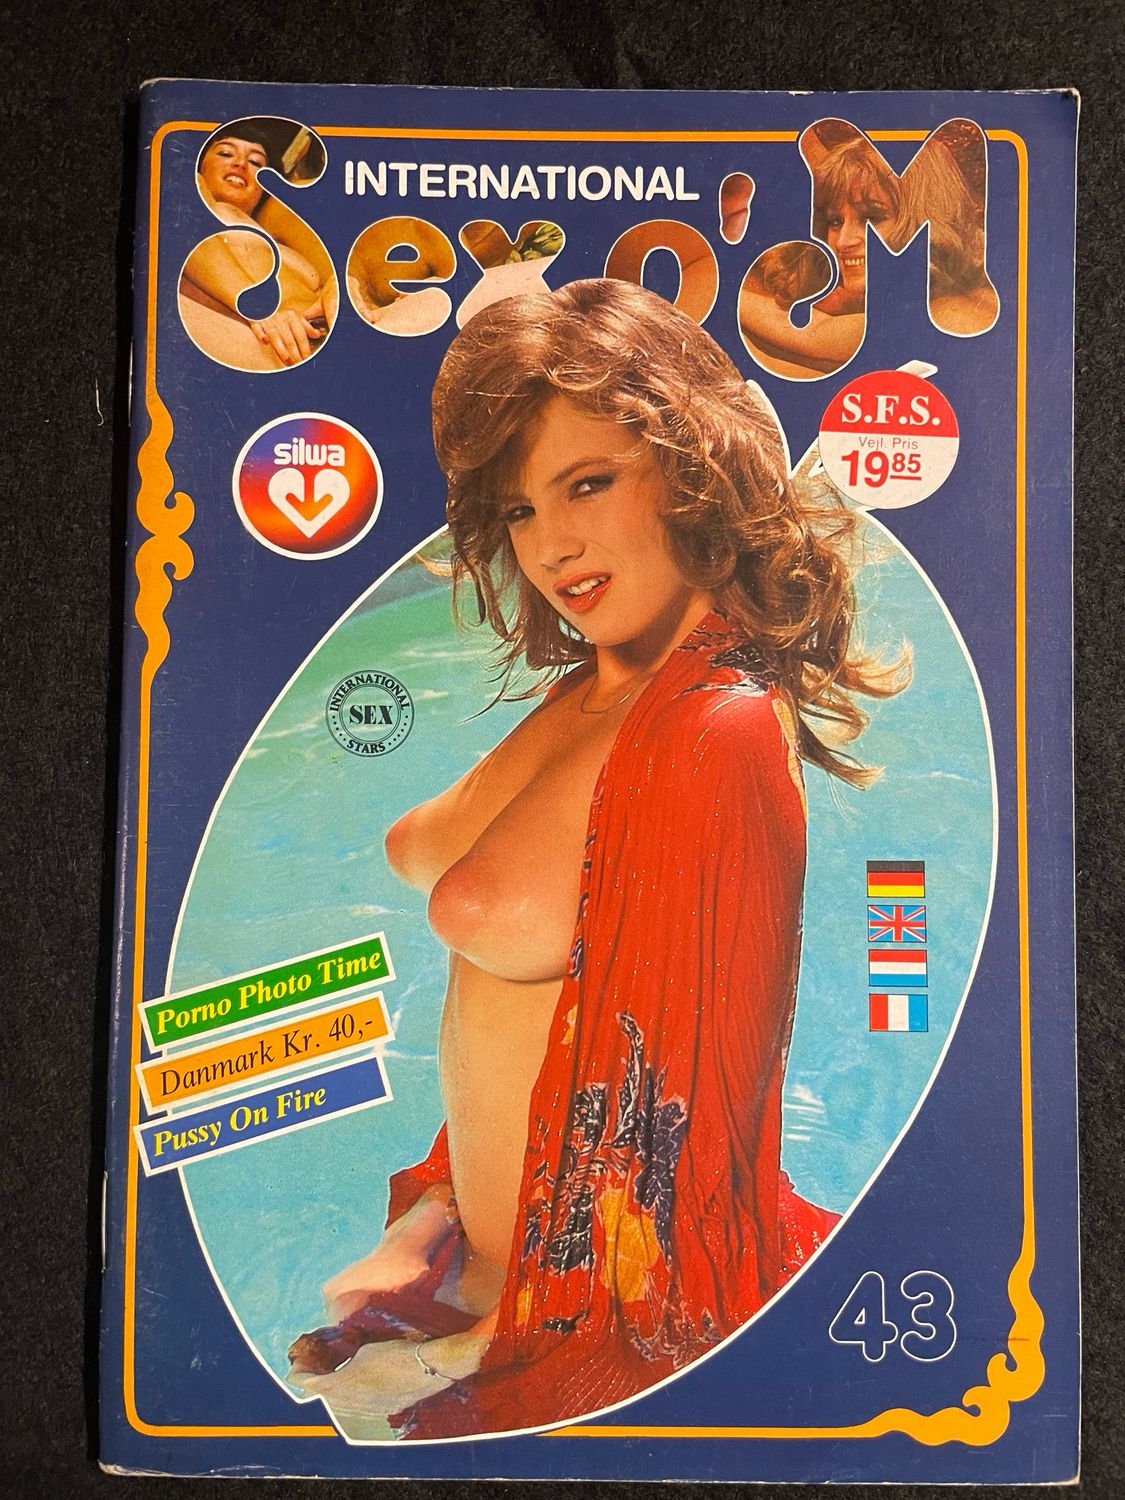 INTERNATIONAL
Sex o'M
silwa
S.F.S.
Vejl. Pris
19 85
INTERNATIONAL
SEX
STARS
Porno Photo Time
Danmark Kr. 40,-
Pussy On Fire
43